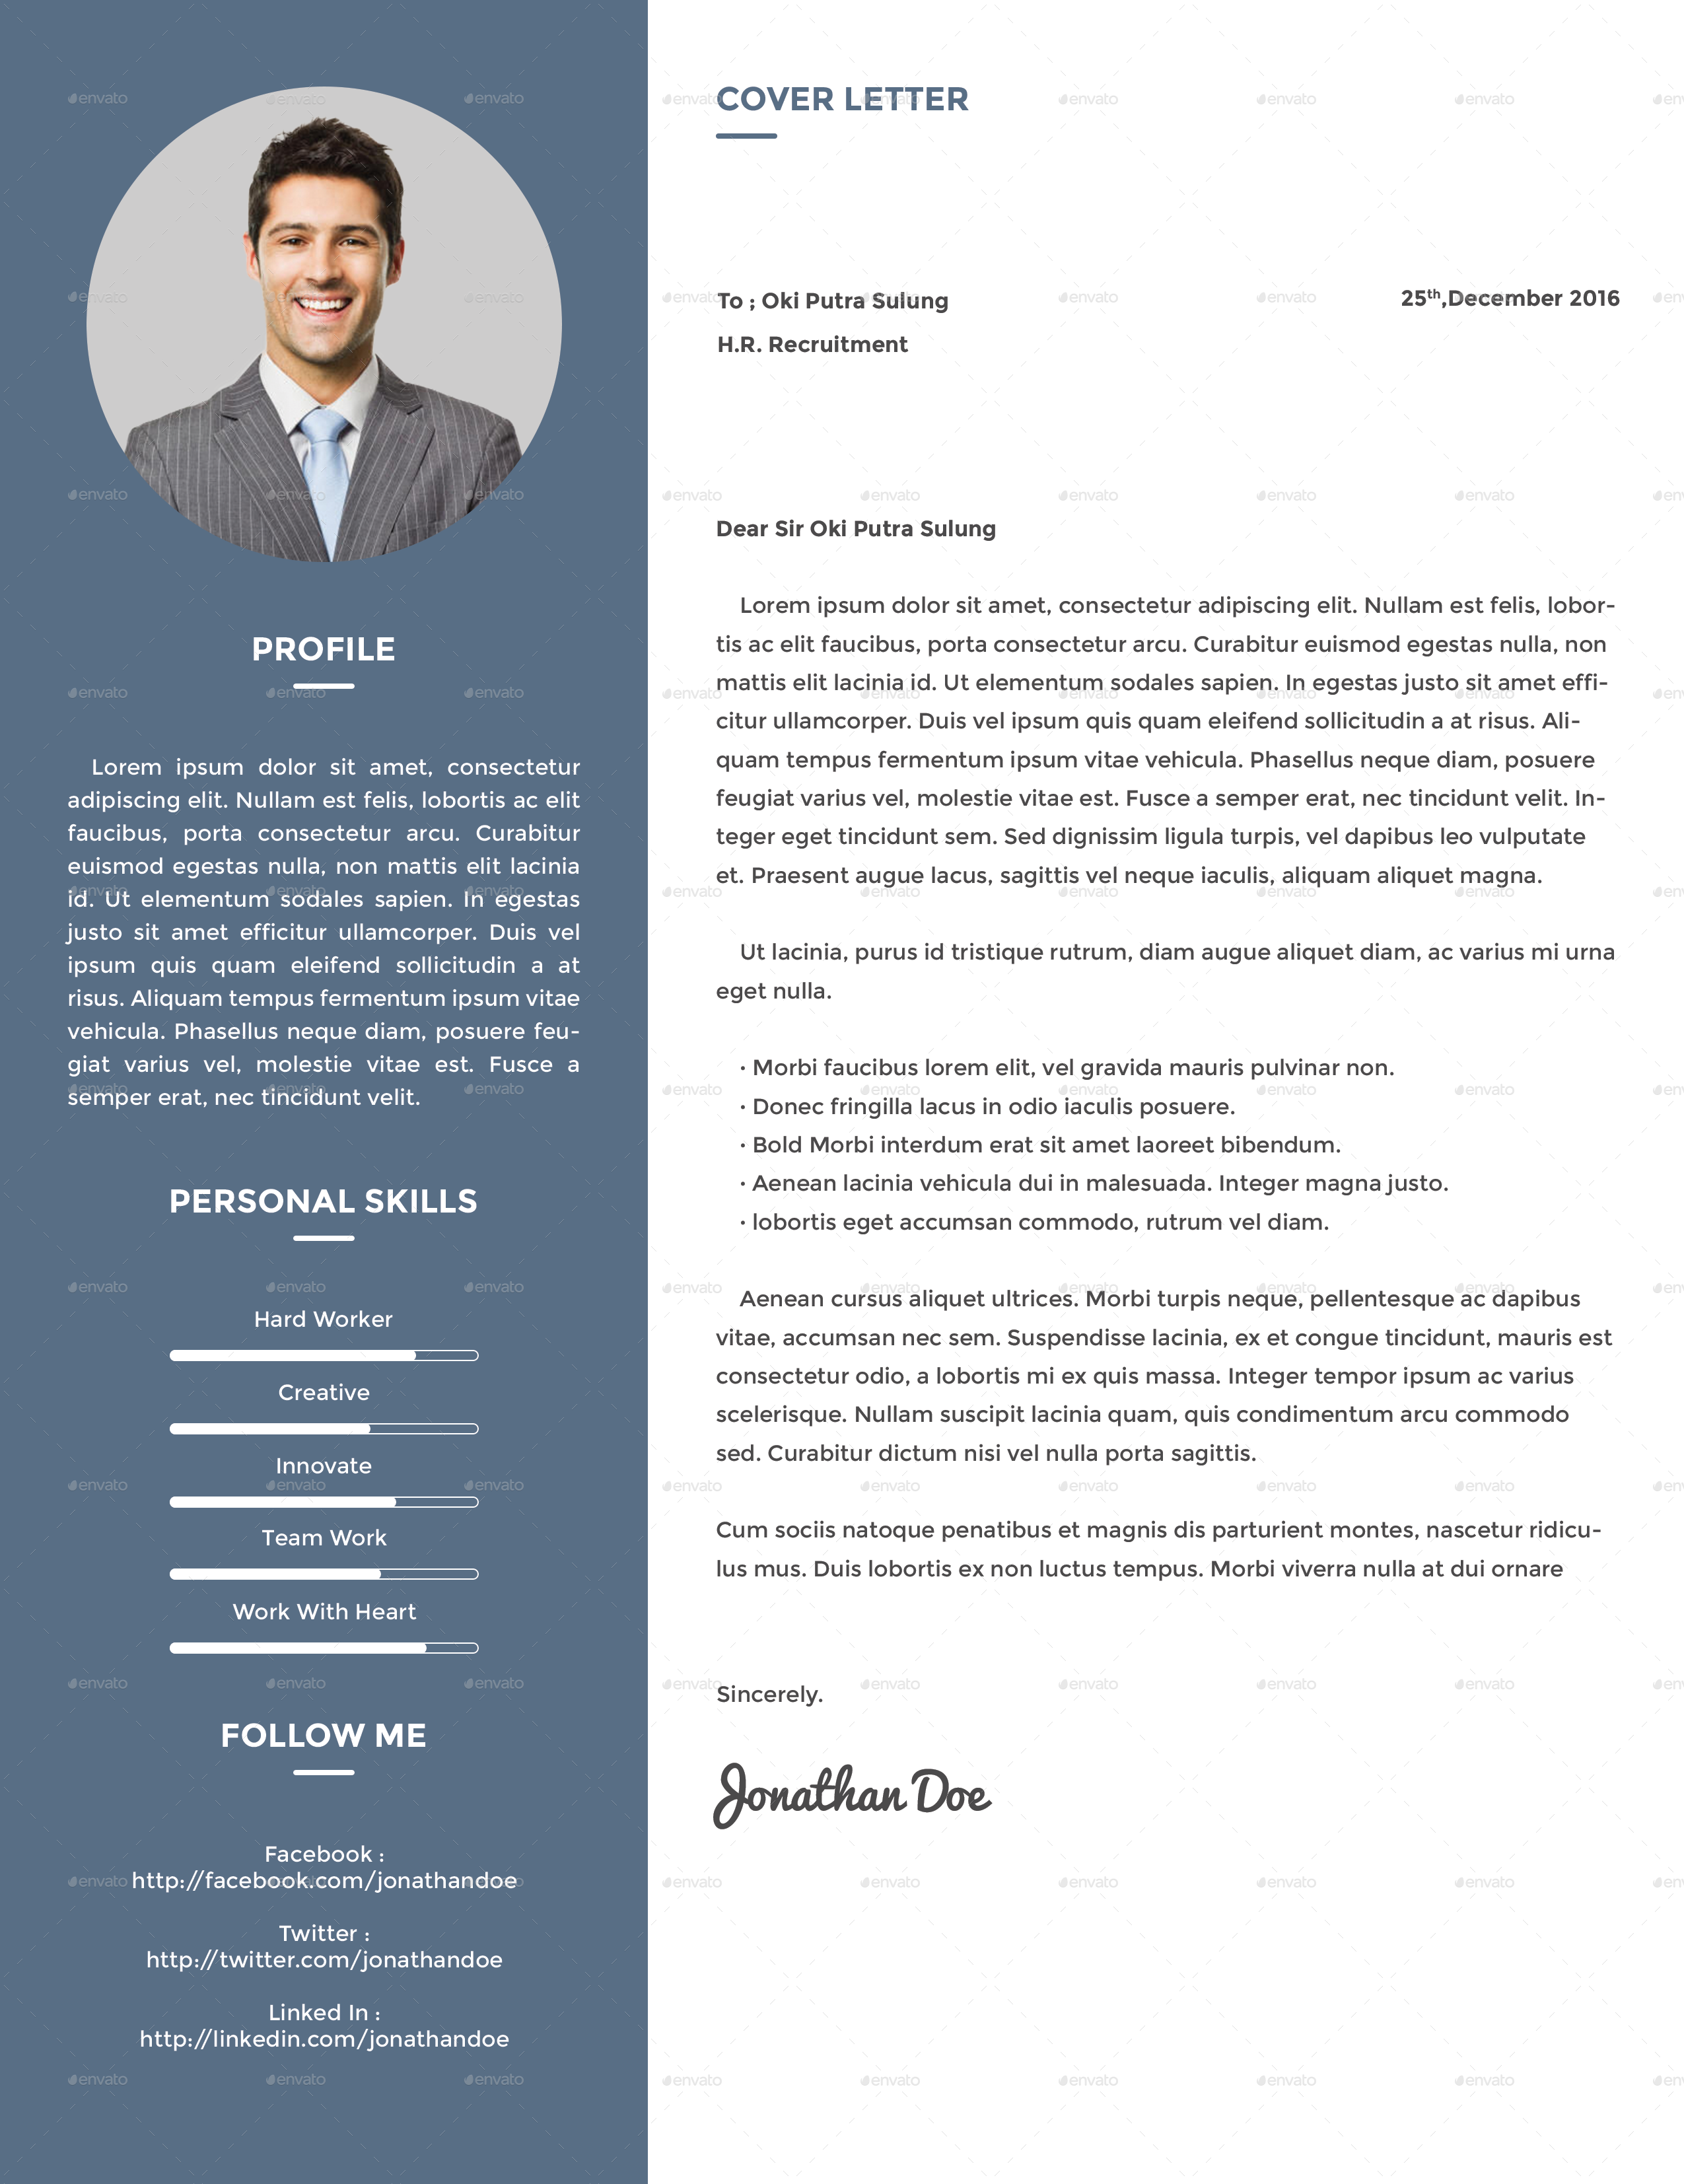 PROFILE
Lorem ipsum dolor sit amet, consectetur
adipiscing elit. Nullam est felis, lobortis ac elit
faucibus, porta consectetur arcu. Curabitur
euismod egestas nulla, non mattis elit lacinia
id. Ut elementum sodales sapien. In egestas
justo sit amet efficitur ullamcorper. Duis vel
ipsum quis quam eleifend sollicitudin a at
risus. Aliquam tempus fermentum ipsum vitae
vehicula. Phasellus neque diam, posuere feu-
giat varius vel, molestie vitae est. Fusce a
semper erat, nec tincidunt velit.
PERSONAL SKILLS
Hard Worker
Creative
Innovate
Team Work
Work With Heart
FOLLOW ME
Facebook :
http://facebook.com/jonathandoe
Twitter :
http://twitter.com/jonathandoe
Linked In :
http://linkedin.com/jonathandoe
COVER LETTER
To ; Oki Putra Sulung
25th,December 2016
H.R. Recruitment
Dear Sir Oki Putra Sulung
Lorem ipsum dolor sit amet, consectetur adipiscing elit. Nullam est felis, lobor-
tis ac elit faucibus, porta consectetur arcu. Curabitur euismod egestas nulla, non
mattis elit lacinia id. Ut elementum sodales sapien. In egestas justo sit amet effi-
citur ullamcorper. Duis vel ipsum quis quam eleifend sollicitudin a at risus. Ali-
quam tempus fermentum ipsum vitae vehicula. Phasellus neque diam, posuere
feugiat varius vel, molestie vitae est. Fusce a semper erat, nec tincidunt velit. In-
teger eget tincidunt sem. Sed dignissim ligula turpis, vel dapibus leo vulputate
et. Praesent augue lacus, sagittis vel neque iaculis, aliquam aliquet magna.
Ut lacinia, purus id tristique rutrum, diam augue aliquet diam, ac varius mi urna
eget nulla.
• Morbi faucibus lorem elit, vel gravida mauris pulvinar non.
• Donec fringilla lacus in odio iaculis posuere.
• Bold Morbi interdum erat sit amet laoreet bibendum.
• Aenean lacinia vehicula dui in malesuada. Integer magna justo.
• lobortis eget accumsan commodo, rutrum vel diam.
Aenean cursus aliquet ultrices. Morbi turpis neque, pellentesque ac dapibus
vitae, accumsan nec sem. Suspendisse lacinia, ex et congue tincidunt, mauris est
consectetur odio, a lobortis mi ex quis massa. Integer tempor ipsum ac varius
scelerisque. Nullam suscipit lacinia quam, quis condimentum arcu commodo
sed. Curabitur dictum nisi vel nulla porta sagittis.
Cum sociis natoque penatibus et magnis dis parturient montes, nascetur ridicu-
lus mus. Duis lobortis ex non luctus tempus. Morbi viverra nulla at dui ornare
Sincerely.
Jonathan Doe
envato